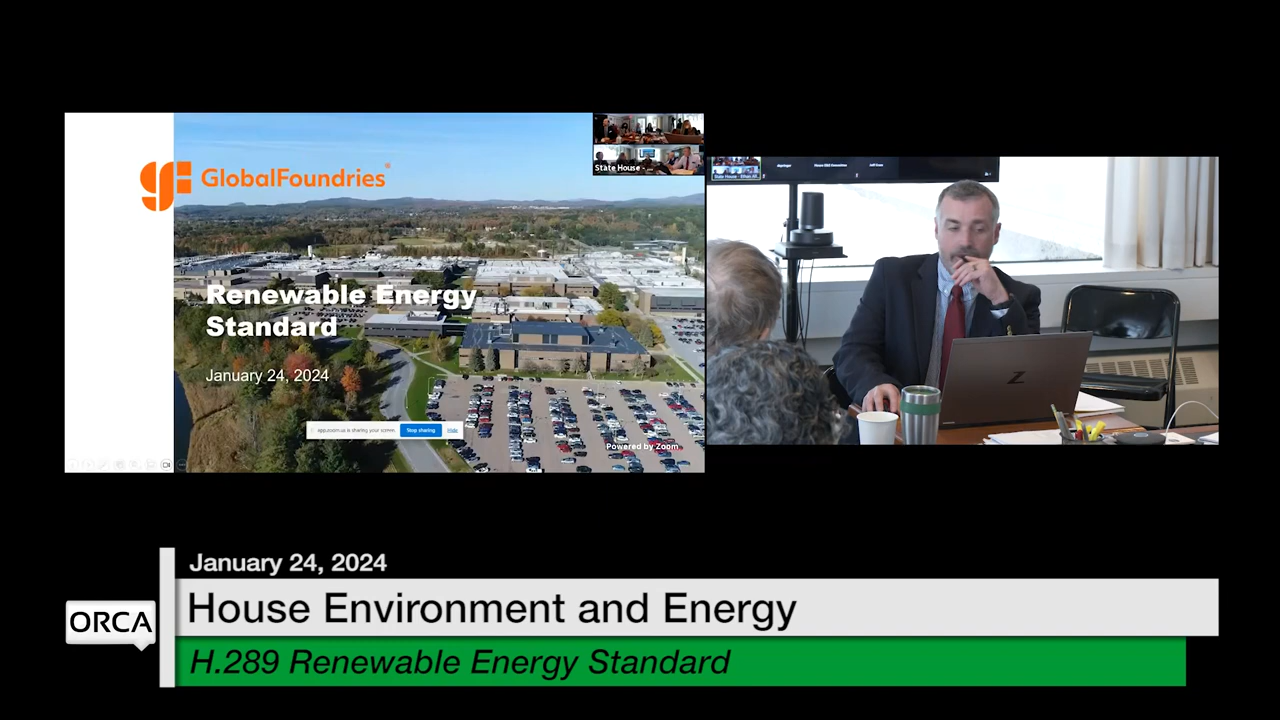 GlobalFoundries
State House
Renewable Energy
Standard
January 24, 2024
Stop sharing
Hide
Powered by Zoom
Z
January 24, 2024
House Environment and Energy
ORCA
H.289 Renewable Energy Standard